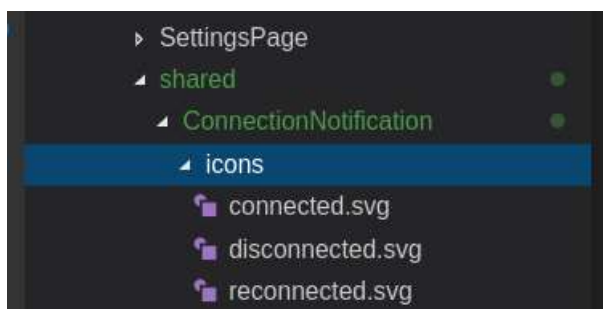 SettingsPage
shared
ConnectionNotification
icons
connected.svg
disconnected.svg
reconnected.svg